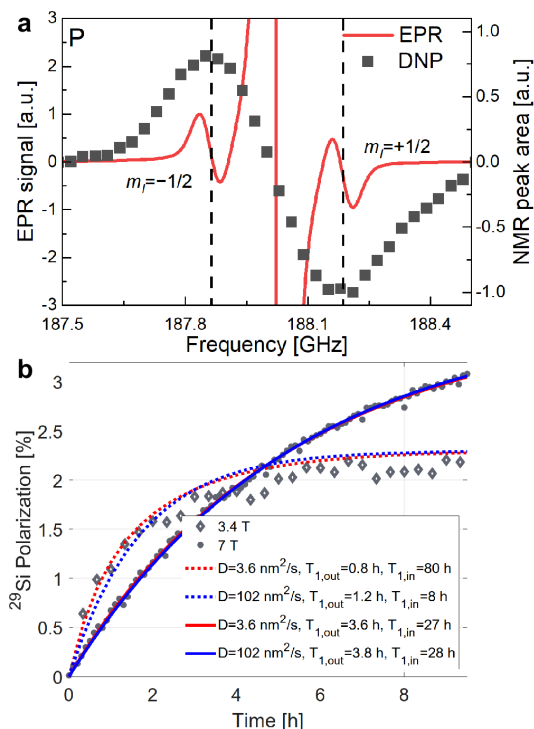 a
P
EPR
DNP
m_I=−1/2
m_I=+1/2
3
2
1
0
-1
-2
-3
EPR signal [a.u.]
1.0
0.5
0.0
-0.5
-1.0
NMR peak area [a.u.]
187.5 187.8 188.1 188.4
Frequency [GHz]
b
3
2.5
2
1.5
1
0.5
0
²⁹Si Polarization [%]
3.4 T
7 T
D=3.6 nm²/s, T₁,out=0.8 h, T₁,in=80 h
D=102 nm²/s, T₁,out=1.2 h, T₁,in=8 h
D=3.6 nm²/s, T₁,out=3.6 h, T₁,in=27 h
D=102 nm²/s, T₁,out=3.8 h, T₁,in=28 h
0 2 4 6 8
Time [h]